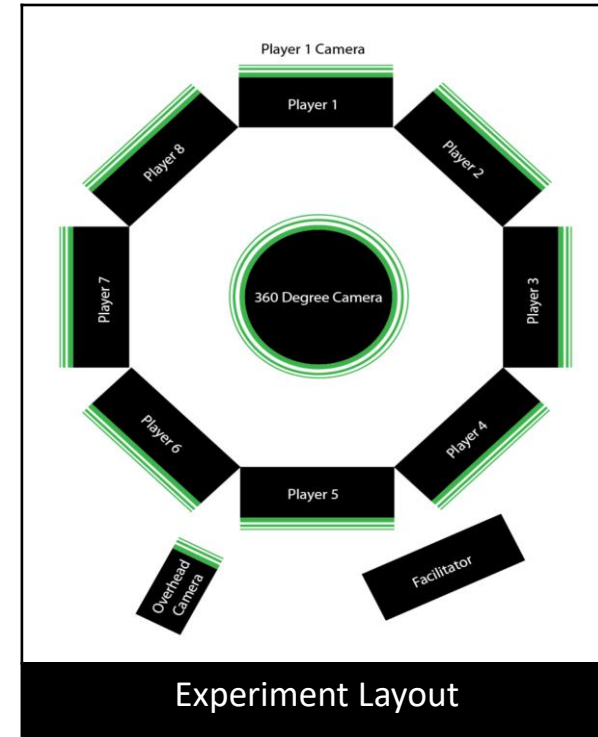 Player 1 Camera
Player 1
Player 8
Player 2
Player 7
360 Degree Camera
Player 3
Player 6
Player 4
Player 5
Overhead
Camera
Facilitator
Experiment Layout